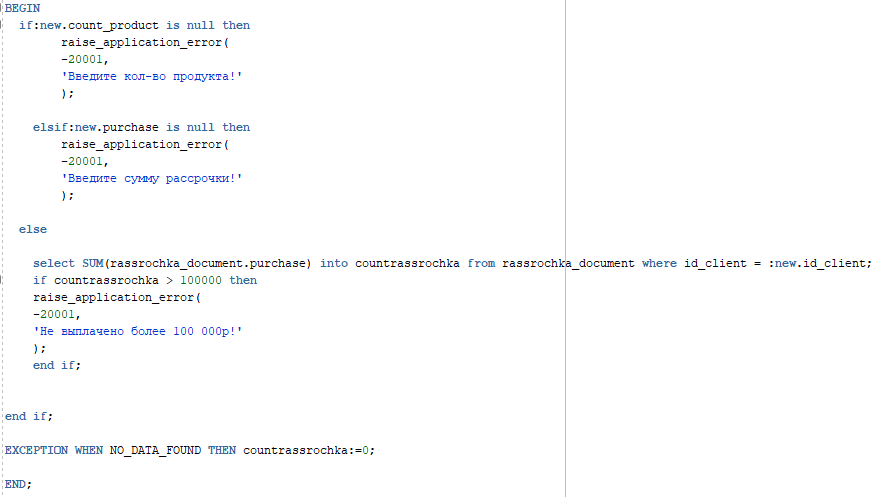 BEGIN
if:new.count_product is null then
raise_application_error(
-20001,
'Введите кол-во продукта!'
);
elsif:new.purchase is null then
raise_application_error(
-20001,
'Введите сумму рассрочки!'
);
else
select SUM(rassrochka_document.purchase) into countrassrochka from rassrochka_document where id_client = :new.id_client;
if countrassrochka > 100000 then
raise_application_error(
-20001,
'Не выплачено более 100 000р!'
);
end if;
end if;
EXCEPTION WHEN NO_DATA_FOUND THEN countrassrochka:=0;
END;